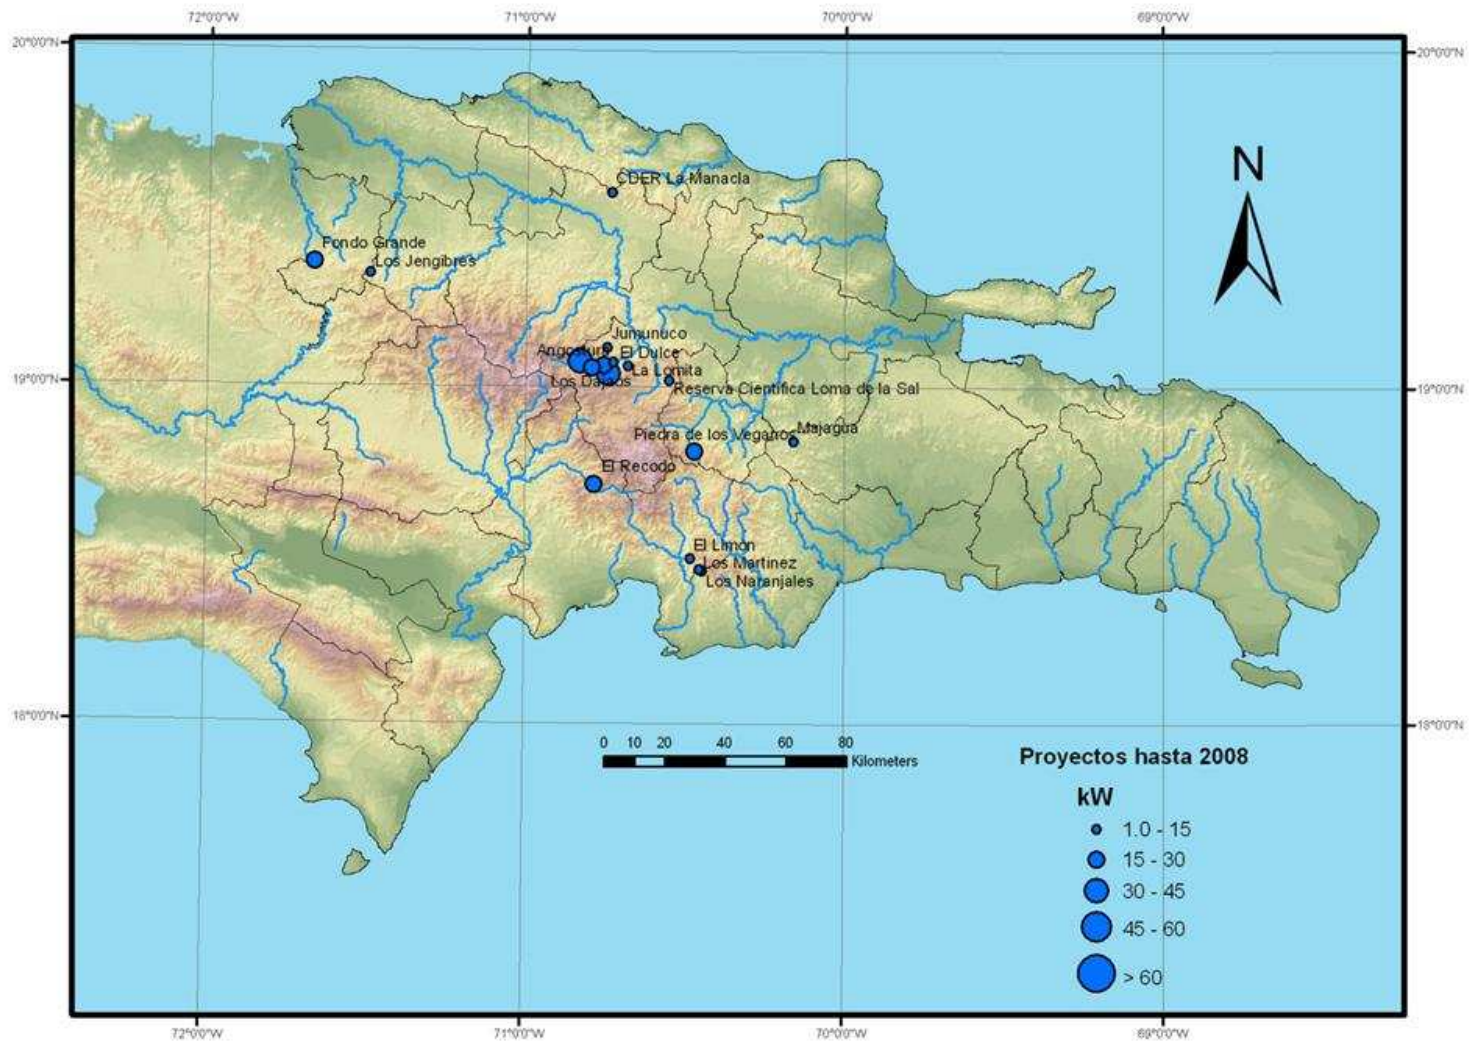 72°0'0"W 71°0'0"W 70°0'0"W 69°0'0"W
20°0'0"N 20°0'0"N
CDER La Manacla
Fondo Grande
Los Jengibres
Jumunuco
Angostura El Dulce
La Lomita
19°0'0"N Los Dajaos 19°0'0"N
Reserva Cientifica Loma de la Sal
Piedra de los Veganos Majagua
El Recodo
El Limon
Los Martinez
Los Naranjales
18°0'0"N 18°0'0"N
N
0 10 20 40 60 80
Kilometers
Proyectos hasta 2008
kW
1.0 - 15
15 - 30
30 - 45
45 - 60
> 60
72°0'0"W 71°0'0"W 70°0'0"W 69°0'0"W